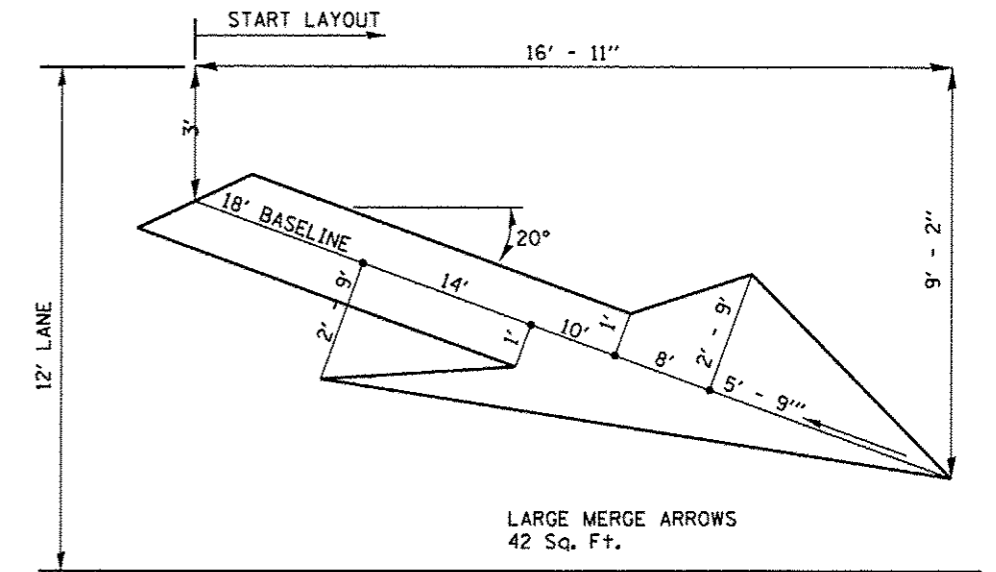 START LAYOUT
16' - 11"
3'
18' BASELINE
20°
9' - 2"
14'
2' - 9'
1'
10'
1'
2' - 9'
8'
5' - 9'''
12' LANE
LARGE MERGE ARROWS
42 Sq. Ft.